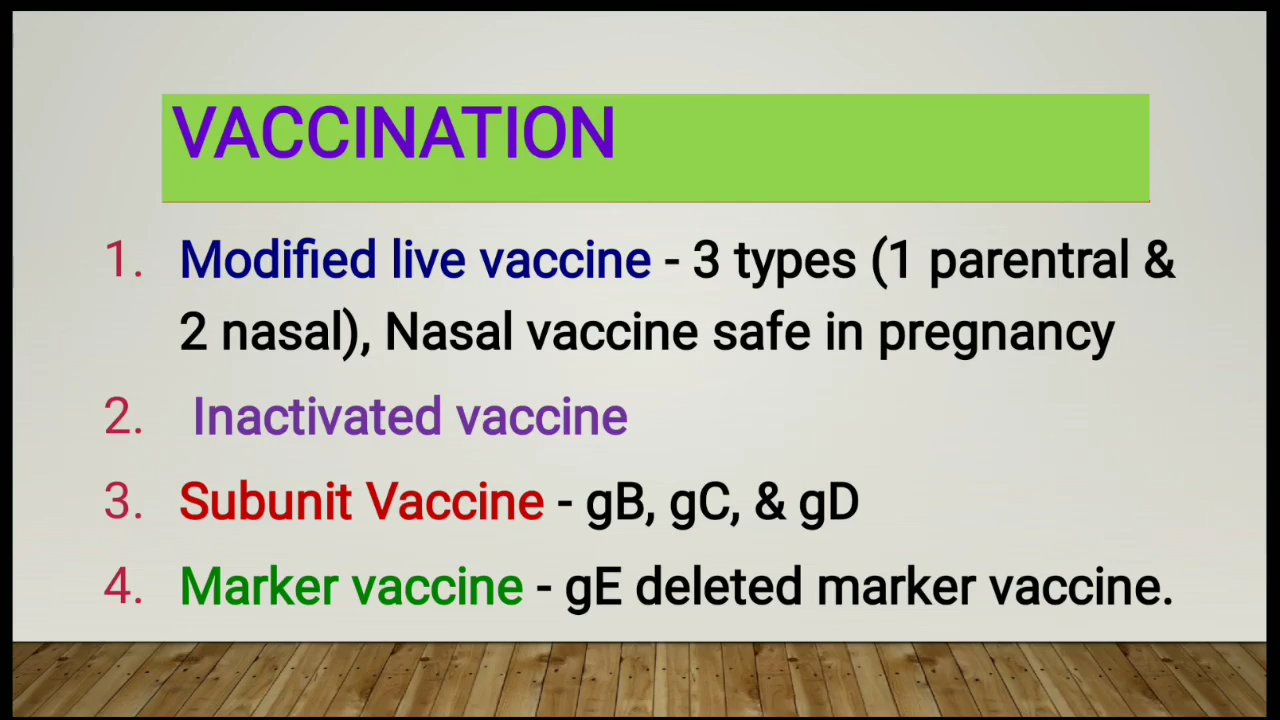 VACCINATION
1. Modified live vaccine - 3 types (1 parentral &
2 nasal), Nasal vaccine safe in pregnancy
2. Inactivated vaccine
3. Subunit Vaccine - gB, gC, & gD
4. Marker vaccine - gE deleted marker vaccine.